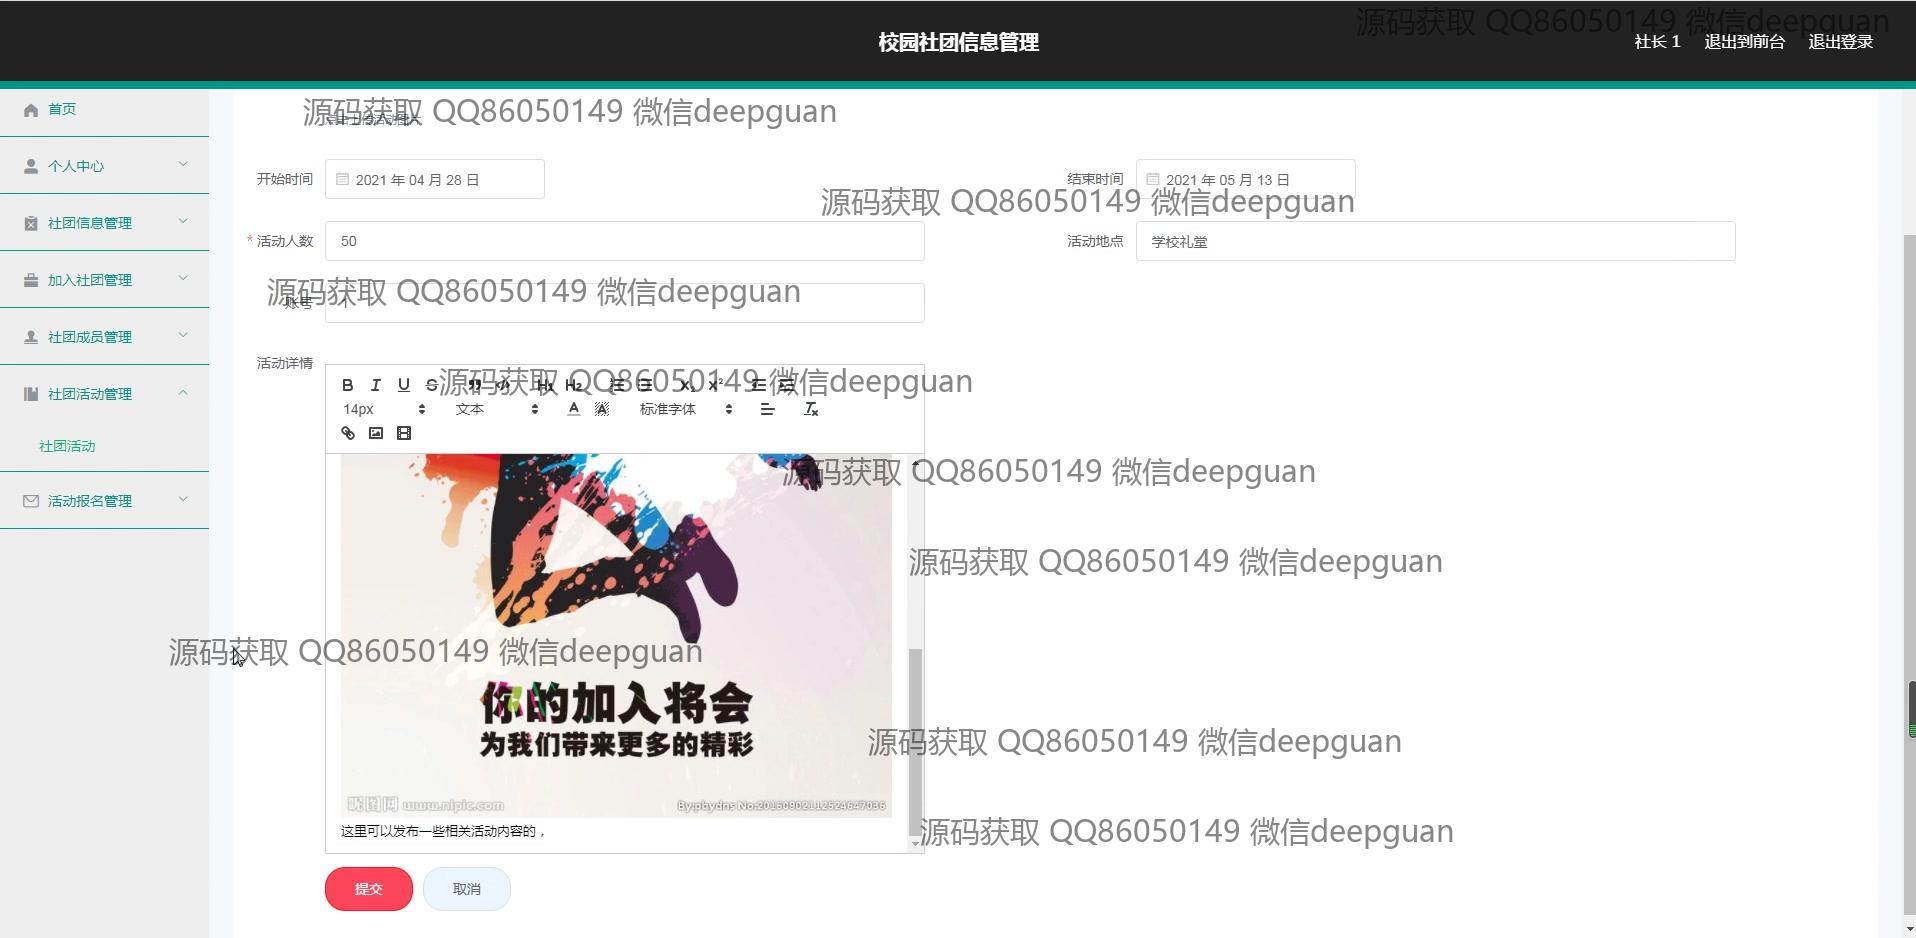 源码获取 QQ86050149 微信deepguan
校园社团信息管理
社长 1 退出到前台 退出登录
首页
源码获取 QQ86050149 微信deepguan
点击上传活动图片
个人中心
开始时间 2021 年 04 月 28 日
结束时间 2021 年 05 月 13 日
源码获取 QQ86050149 微信deepguan
社团信息管理
* 活动人数 50
活动地点 学校礼堂
加入社团管理
源码获取 QQ86050149 微信deepguan
账号 1
社团成员管理
活动详情
B I U S H1 H2 X₂ X²
源码获取 QQ86050149 微信deepguan
社团活动管理
14px 文本 A A 标准字体 Tx
社团活动
源码获取 QQ86050149 微信deepguan
活动报名管理
源码获取 QQ86050149 微信deepguan
源码获取 QQ86050149 微信deepguan
你的加入将会
为我们带来更多的精彩
源码获取 QQ86050149 微信deepguan
昵图网 www.nipic.com
By:pbydns No:20160902112524647036
这里可以发布一些相关活动内容的，
源码获取 QQ86050149 微信deepguan
提交 取消